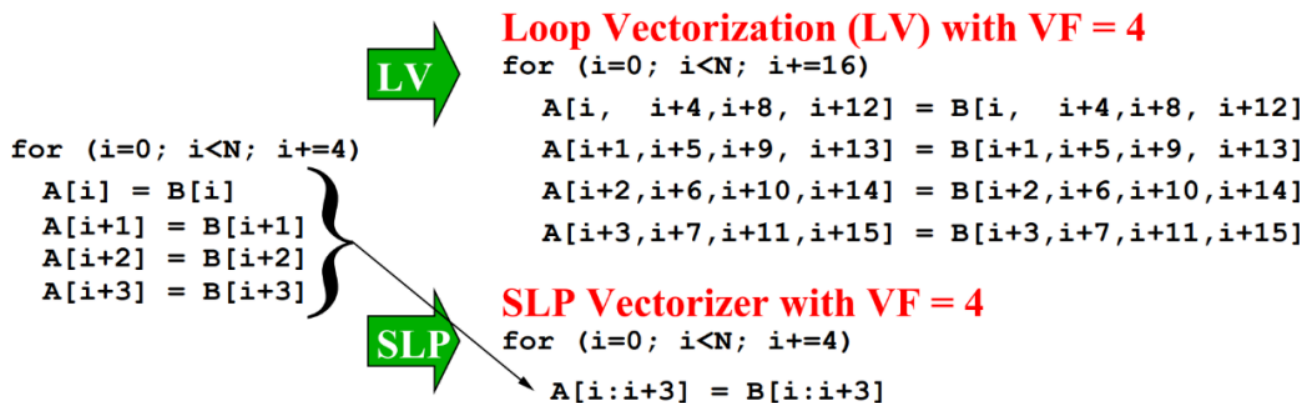 for (i=0; i<N; i+=4)
A[i] = B[i]
A[i+1] = B[i+1]
A[i+2] = B[i+2]
A[i+3] = B[i+3]
LV
Loop Vectorization (LV) with VF = 4
for (i=0; i<N; i+=16)
A[i, i+4,i+8, i+12] = B[i, i+4,i+8, i+12]
A[i+1,i+5,i+9, i+13] = B[i+1,i+5,i+9, i+13]
A[i+2,i+6,i+10,i+14] = B[i+2,i+6,i+10,i+14]
A[i+3,i+7,i+11,i+15] = B[i+3,i+7,i+11,i+15]
SLP
SLP Vectorizer with VF = 4
for (i=0; i<N; i+=4)
A[i:i+3] = B[i:i+3]